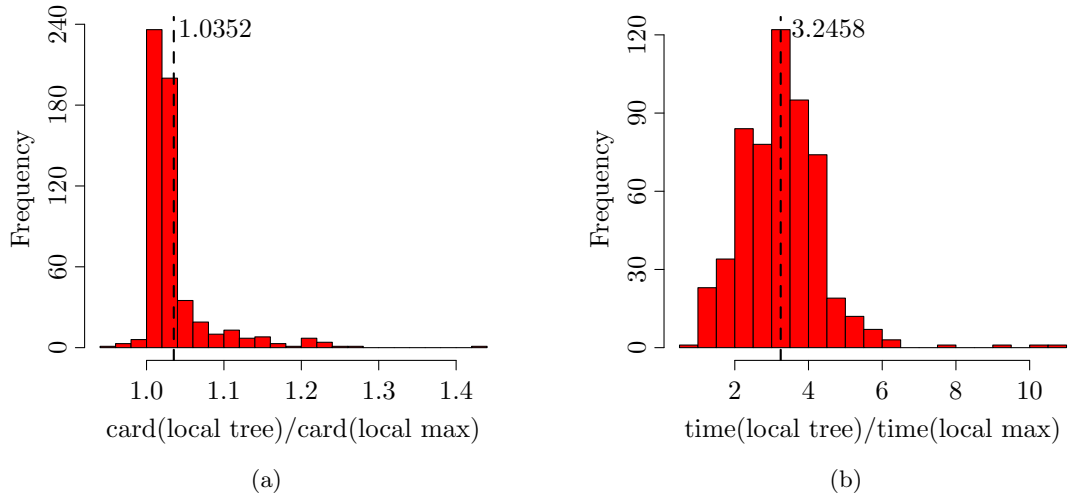 1.0352
Frequency
0 60 120 180 240
1.0 1.1 1.2 1.3 1.4
card(local tree)/card(local max)
(a)
3.2458
Frequency
0 30 60 90 120
2 4 6 8 10
time(local tree)/time(local max)
(b)